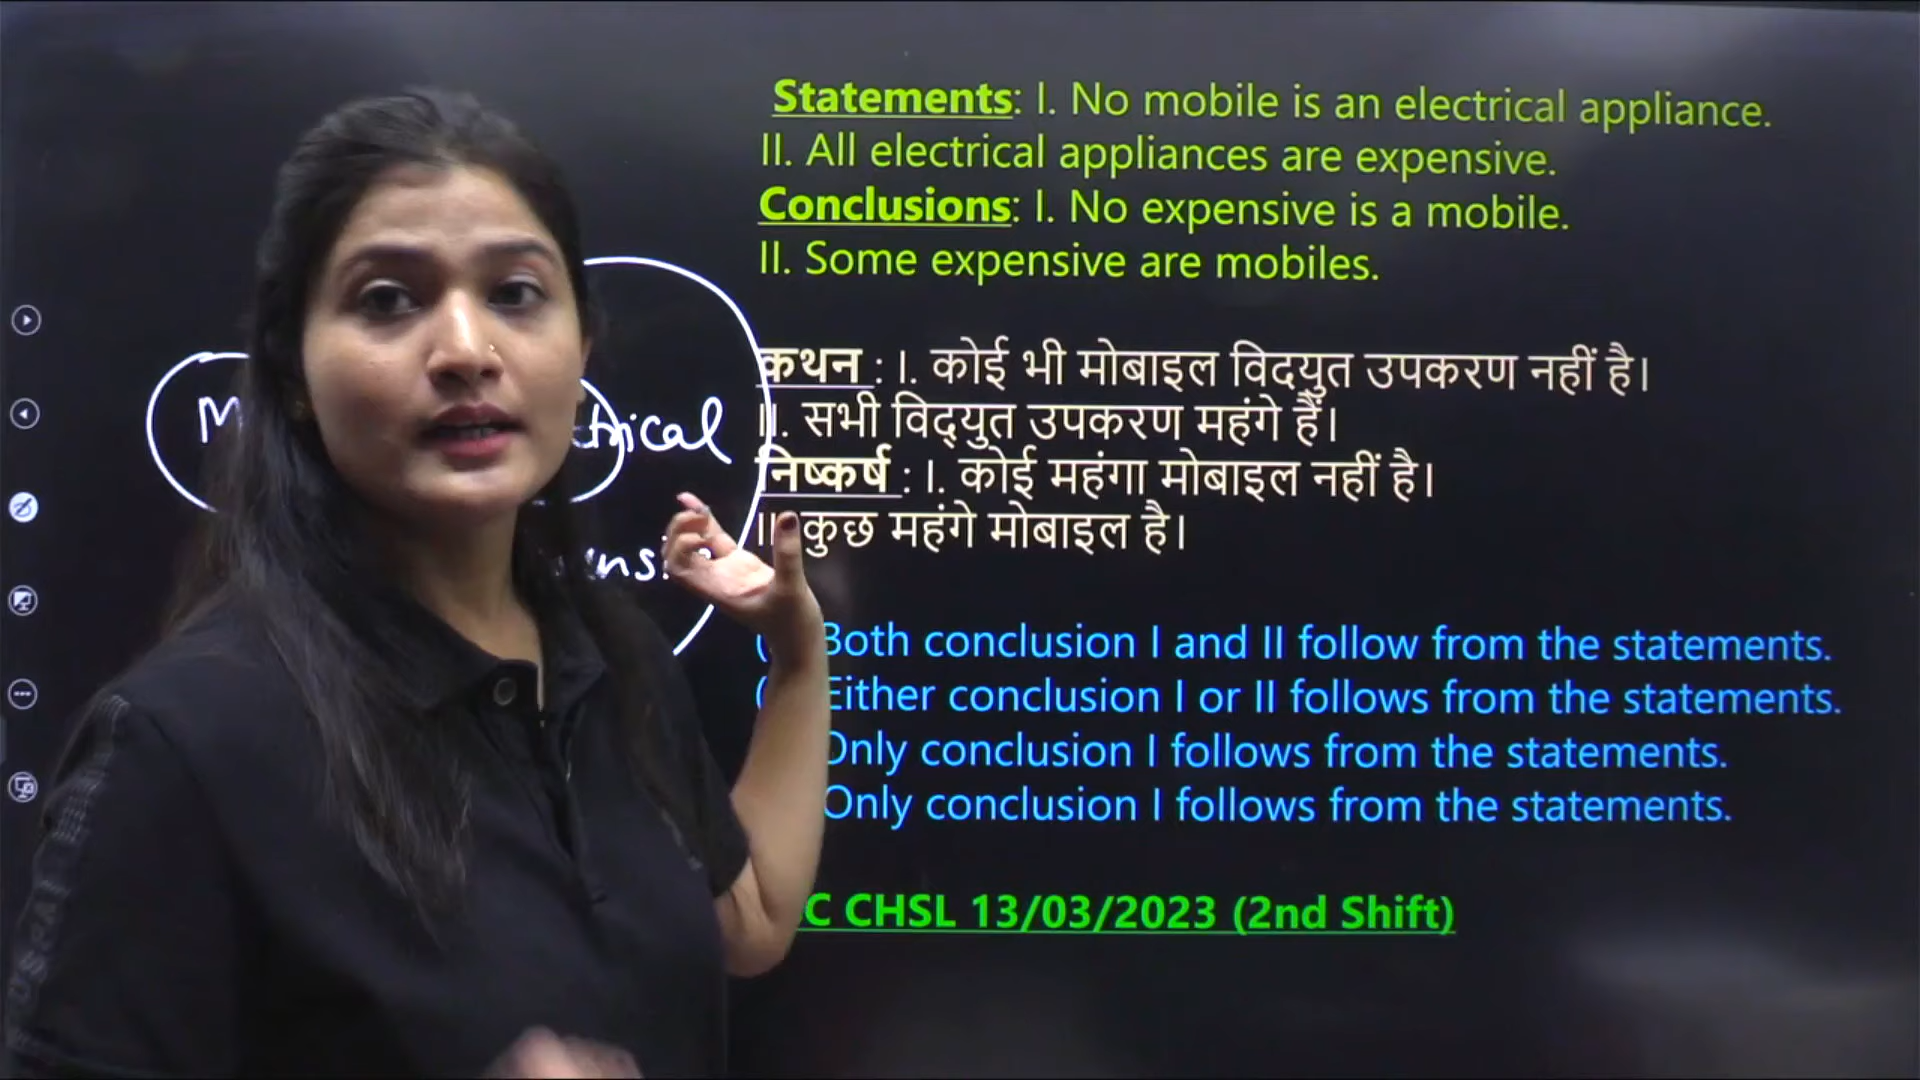 Statements: I. No mobile is an electrical appliance.
II. All electrical appliances are expensive.
Conclusions: I. No expensive is a mobile.
II. Some expensive are mobiles.
कथन : I. कोई भी मोबाइल विद्युत उपकरण नहीं है।
II. सभी विद्युत उपकरण महंगे हैं।
निष्कर्ष : I. कोई महंगा मोबाइल नहीं है।
II कुछ महंगे मोबाइल है।
Both conclusion I and II follow from the statements.
Either conclusion I or II follows from the statements.
Only conclusion I follows from the statements.
Only conclusion I follows from the statements.
CHSL 13/03/2023 (2nd Shift)